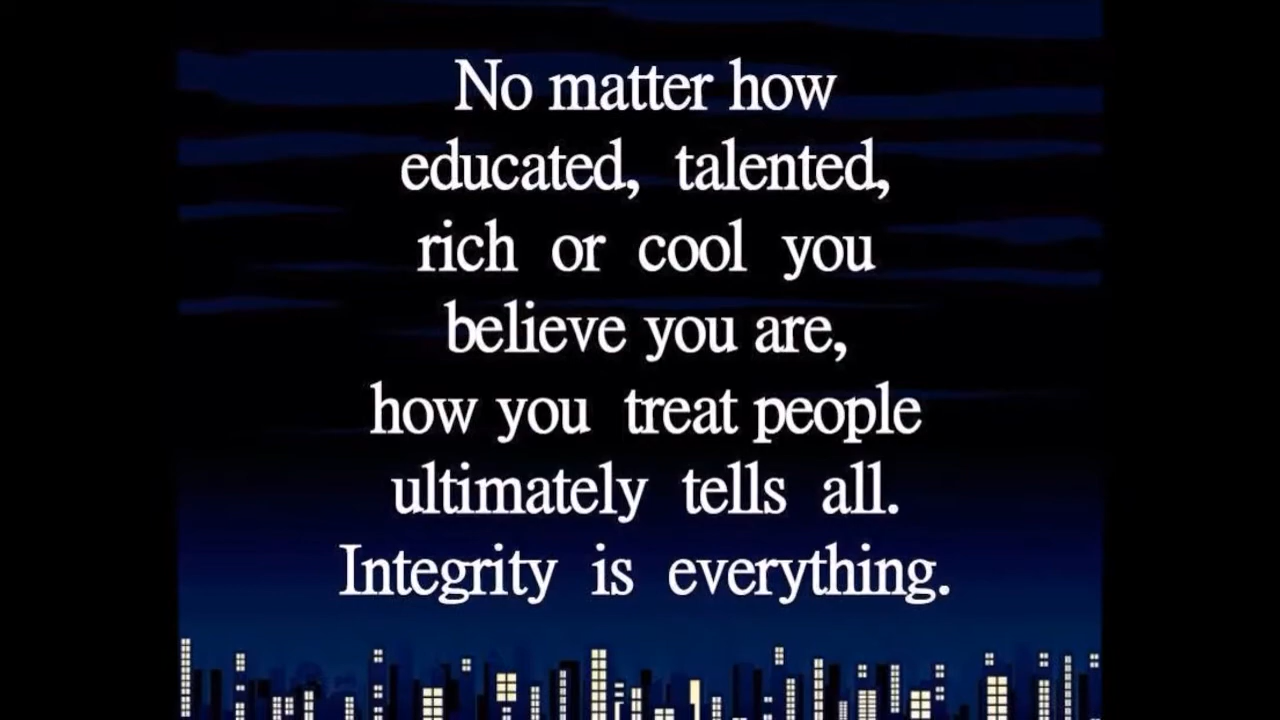 No matter how
educated, talented,
rich or cool you
believe you are,
how you treat people
ultimately tells all.
Integrity is everything.